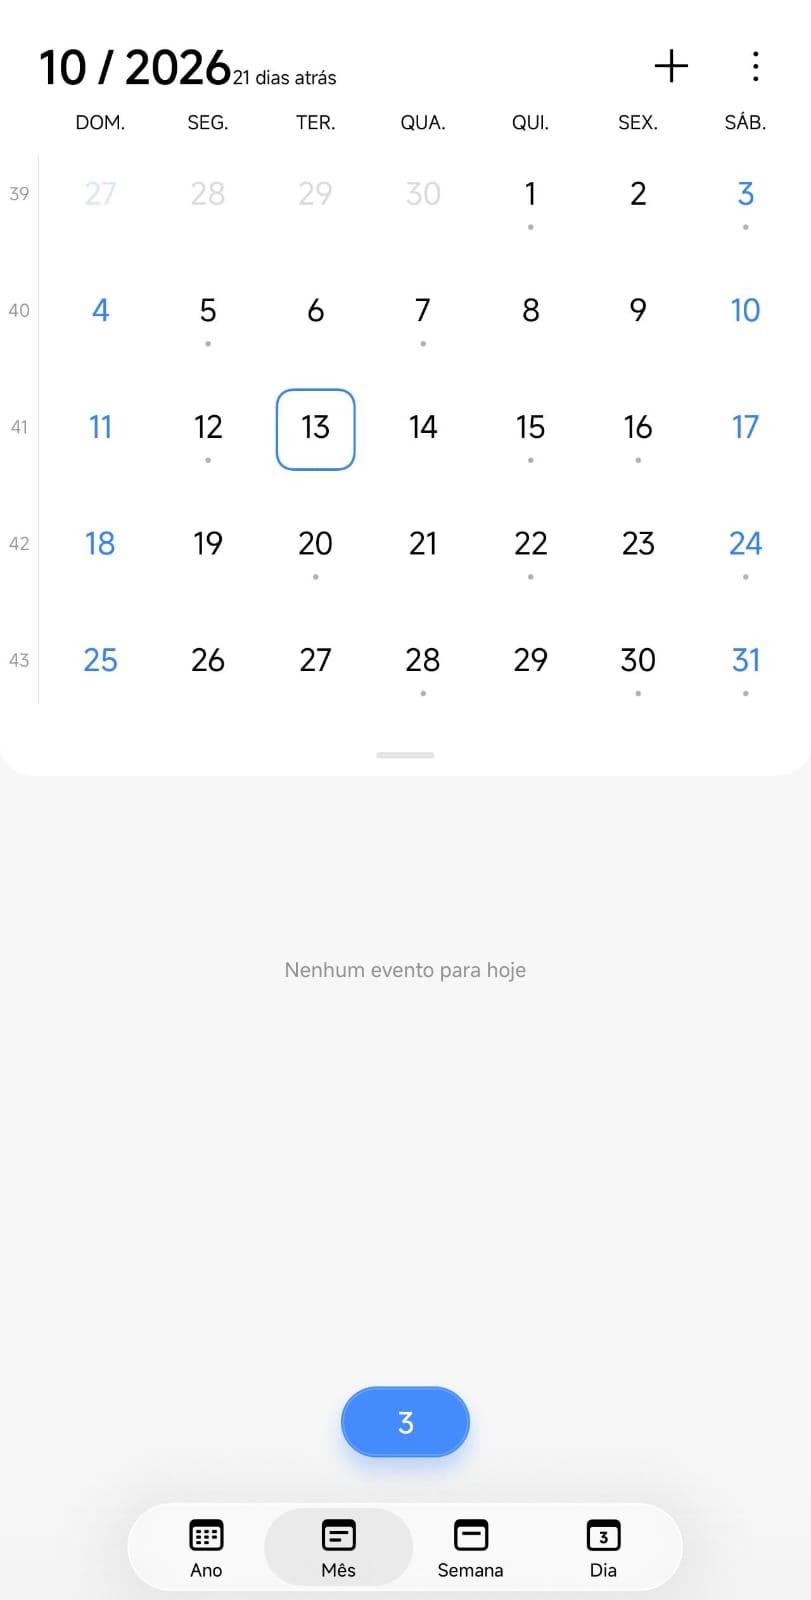 10 / 2026 21 dias atrás
DOM. SEG. TER. QUA. QUI. SEX. SÁB.
39 27 28 29 30 1 2 3
40 4 5 6 7 8 9 10
41 11 12 13 14 15 16 17
42 18 19 20 21 22 23 24
43 25 26 27 28 29 30 31
Nenhum evento para hoje
3
3
Ano Mês Semana Dia